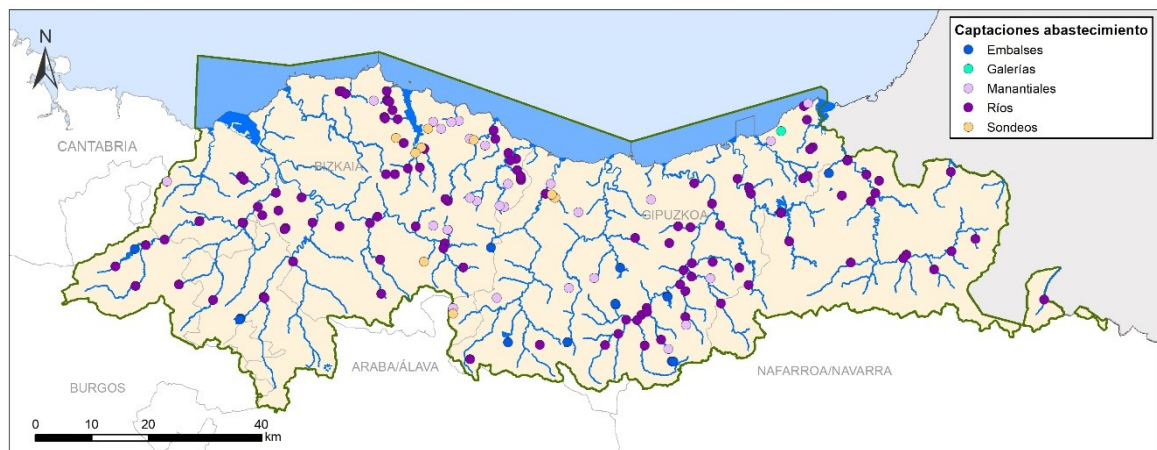 N
Captaciones abastecimiento
Embalses
Galerías
Manantiales
Ríos
Sondeos
CANTABRIA
BIZKAIA
GIPUZKOA
ARABA/ÁLAVA
NAFARROA/NAVARRA
BURGOS
0 10 20 40
km